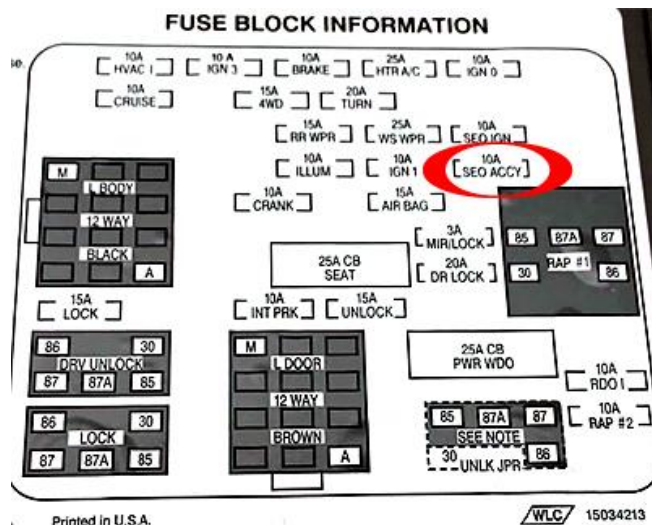 FUSE BLOCK INFORMATION
se.
10A HVAC I
10 A IGN 3
10A BRAKE
25A HTR A/C
10A IGN 0
10A CRUISE
15A 4WD
20A TURN
15A RR WPR
25A WS WPR
10A SEO IGN
10A ILLUM
10A IGN 1
10A SEO ACCY
10A CRANK
15A AIR BAG
M
L BODY
12 WAY
BLACK
A
3A MIR/LOCK
20A DR LOCK
85 87A 87
RAP #1
30 86
25A CB
SEAT
15A LOCK
10A INT PRK
15A UNLOCK
86 30
DRV UNLOCK
87 87A 85
M
L DOOR
12 WAY
BROWN
A
25A CB
PWR WDO
10A RDO I
10A RAP #2
86 30
LOCK
87 87A 85
85 87A 87
SEE NOTE
30 86
UNLK JPR
Printed in U.S.A.
WLC 15034213